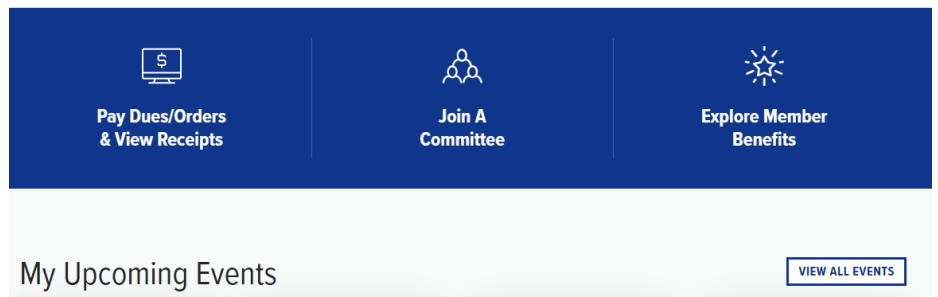 $
Pay Dues/Orders
& View Receipts
Join A
Committee
Explore Member
Benefits
My Upcoming Events
VIEW ALL EVENTS